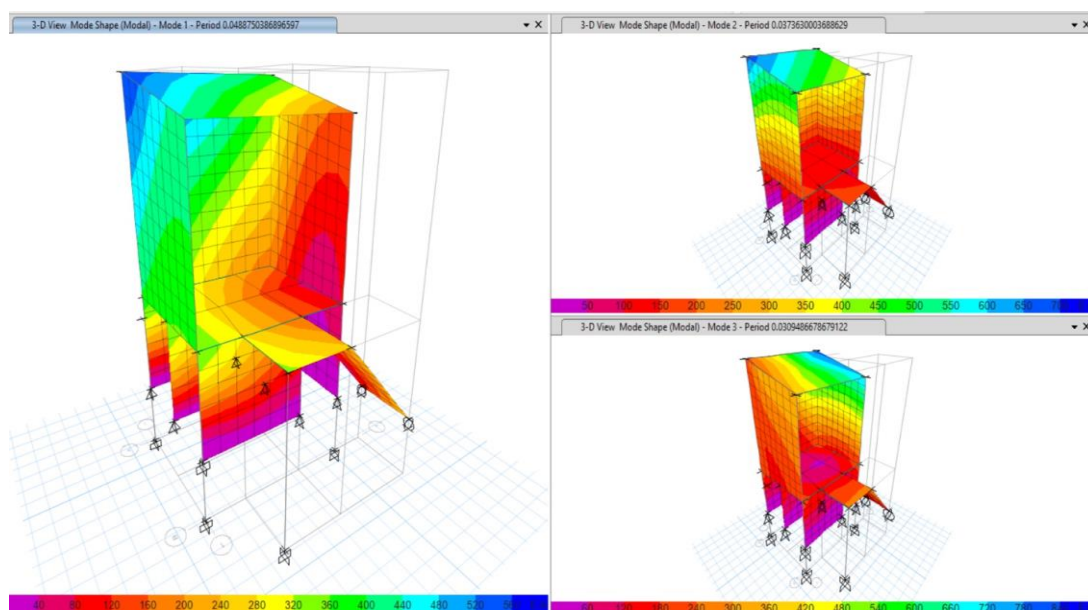 3-D View Mode Shape (Modal) - Mode 1 - Period 0.0488750386896597
40 80 120 160 200 240 280 320 360 400 440 480 520
3-D View Mode Shape (Modal) - Mode 2 - Period 0.0373630003688629
50 100 150 200 250 300 350 400 450 500 550 600 650
3-D View Mode Shape (Modal) - Mode 3 - Period 0.0309486678679122
60 120 180 240 300 360 420 480 540 600 660 720 780